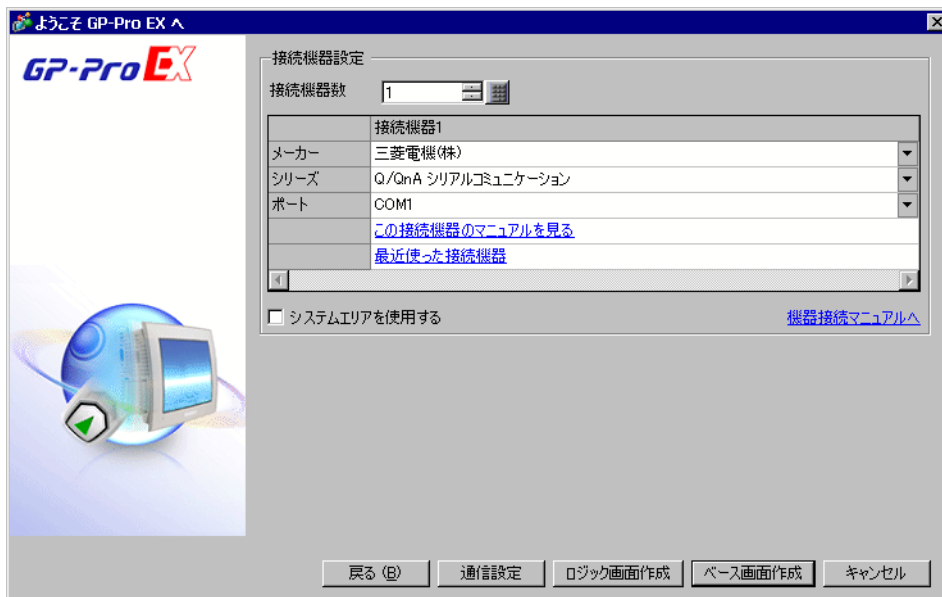 ようこそ GP-Pro EX へ
GP-Pro EX
接続機器設定
接続機器数 1
接続機器1
メーカー 三菱電機(株)
シリーズ Q/QnA シリアルコミュニケーション
ポート COM1
この接続機器のマニュアルを見る
最近使った接続機器
システムエリアを使用する 機器接続マニュアルへ
戻る (B) 通信設定 ロジック画面作成 ベース画面作成 キャンセル